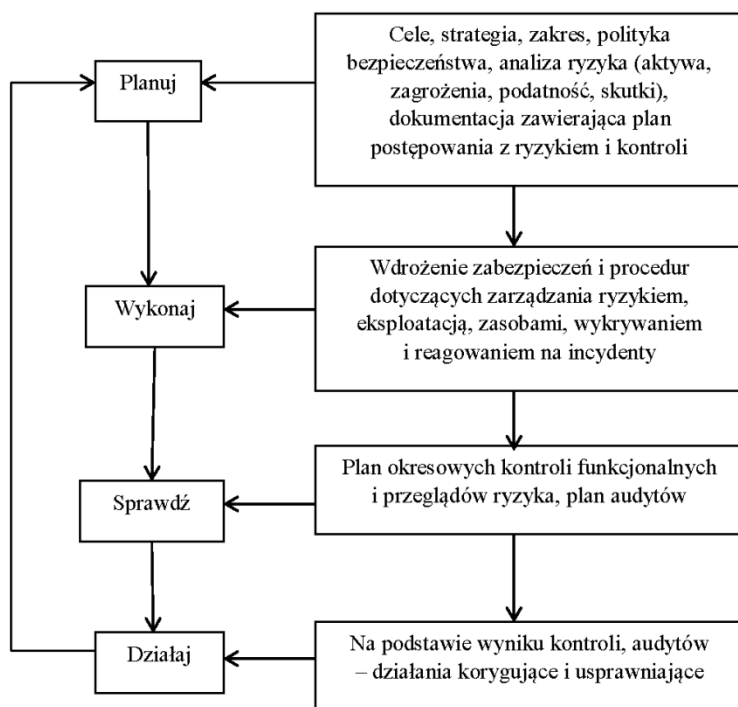 Planuj
Cele, strategia, zakres, polityka
bezpieczeństwa, analiza ryzyka (aktywa,
zagrożenia, podatność, skutki),
dokumentacja zawierająca plan
postępowania z ryzykiem i kontroli
Wykonaj
Wdrożenie zabezpieczeń i procedur
dotyczących zarządzania ryzykiem,
eksploatacją, zasobami, wykrywaniem
i reagowaniem na incydenty
Sprawdź
Plan okresowych kontroli funkcjonalnych
i przeglądów ryzyka, plan audytów
Działaj
Na podstawie wyniku kontroli, audytów
– działania korygujące i usprawniające